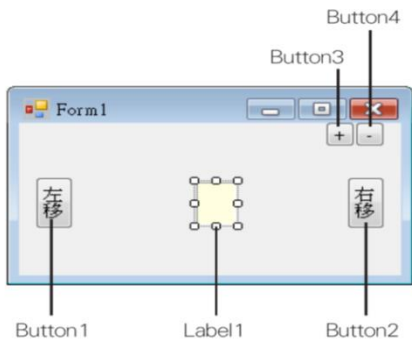 Button4
Button3
Form1
+ -
左移
右移
Button1
Label1
Button2